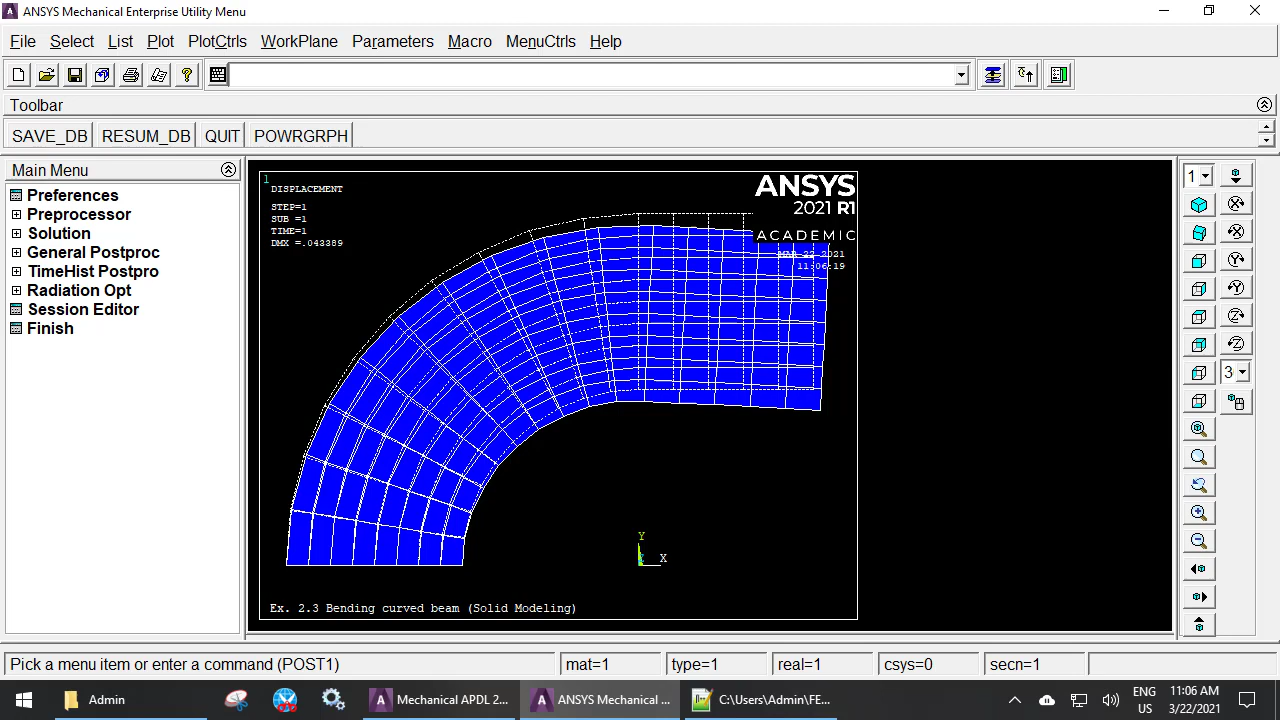 ANSYS Mechanical Enterprise Utility Menu
File Select List Plot PlotCtrls WorkPlane Parameters Macro MenuCtrls Help
Toolbar
SAVE_DB RESUM_DB QUIT POWRGRPH
Main Menu
Preferences
Preprocessor
Solution
General Postproc
TimeHist Postpro
Radiation Opt
Session Editor
Finish
1
DISPLACEMENT
STEP=1
SUB =1
TIME=1
DMX =.043389
ANSYS
2021 R1
ACADEMIC
MAR 22 2021
11:06:19
Y
X
Ex. 2.3 Bending curved beam (Solid Modeling)
1
3
Pick a menu item or enter a command (POST1) mat=1 type=1 real=1 csys=0 secn=1
Admin Mechanical APDL 2... ANSYS Mechanical ... C:\Users\Admin\FE...
ENG
US
11:06 AM
3/22/2021